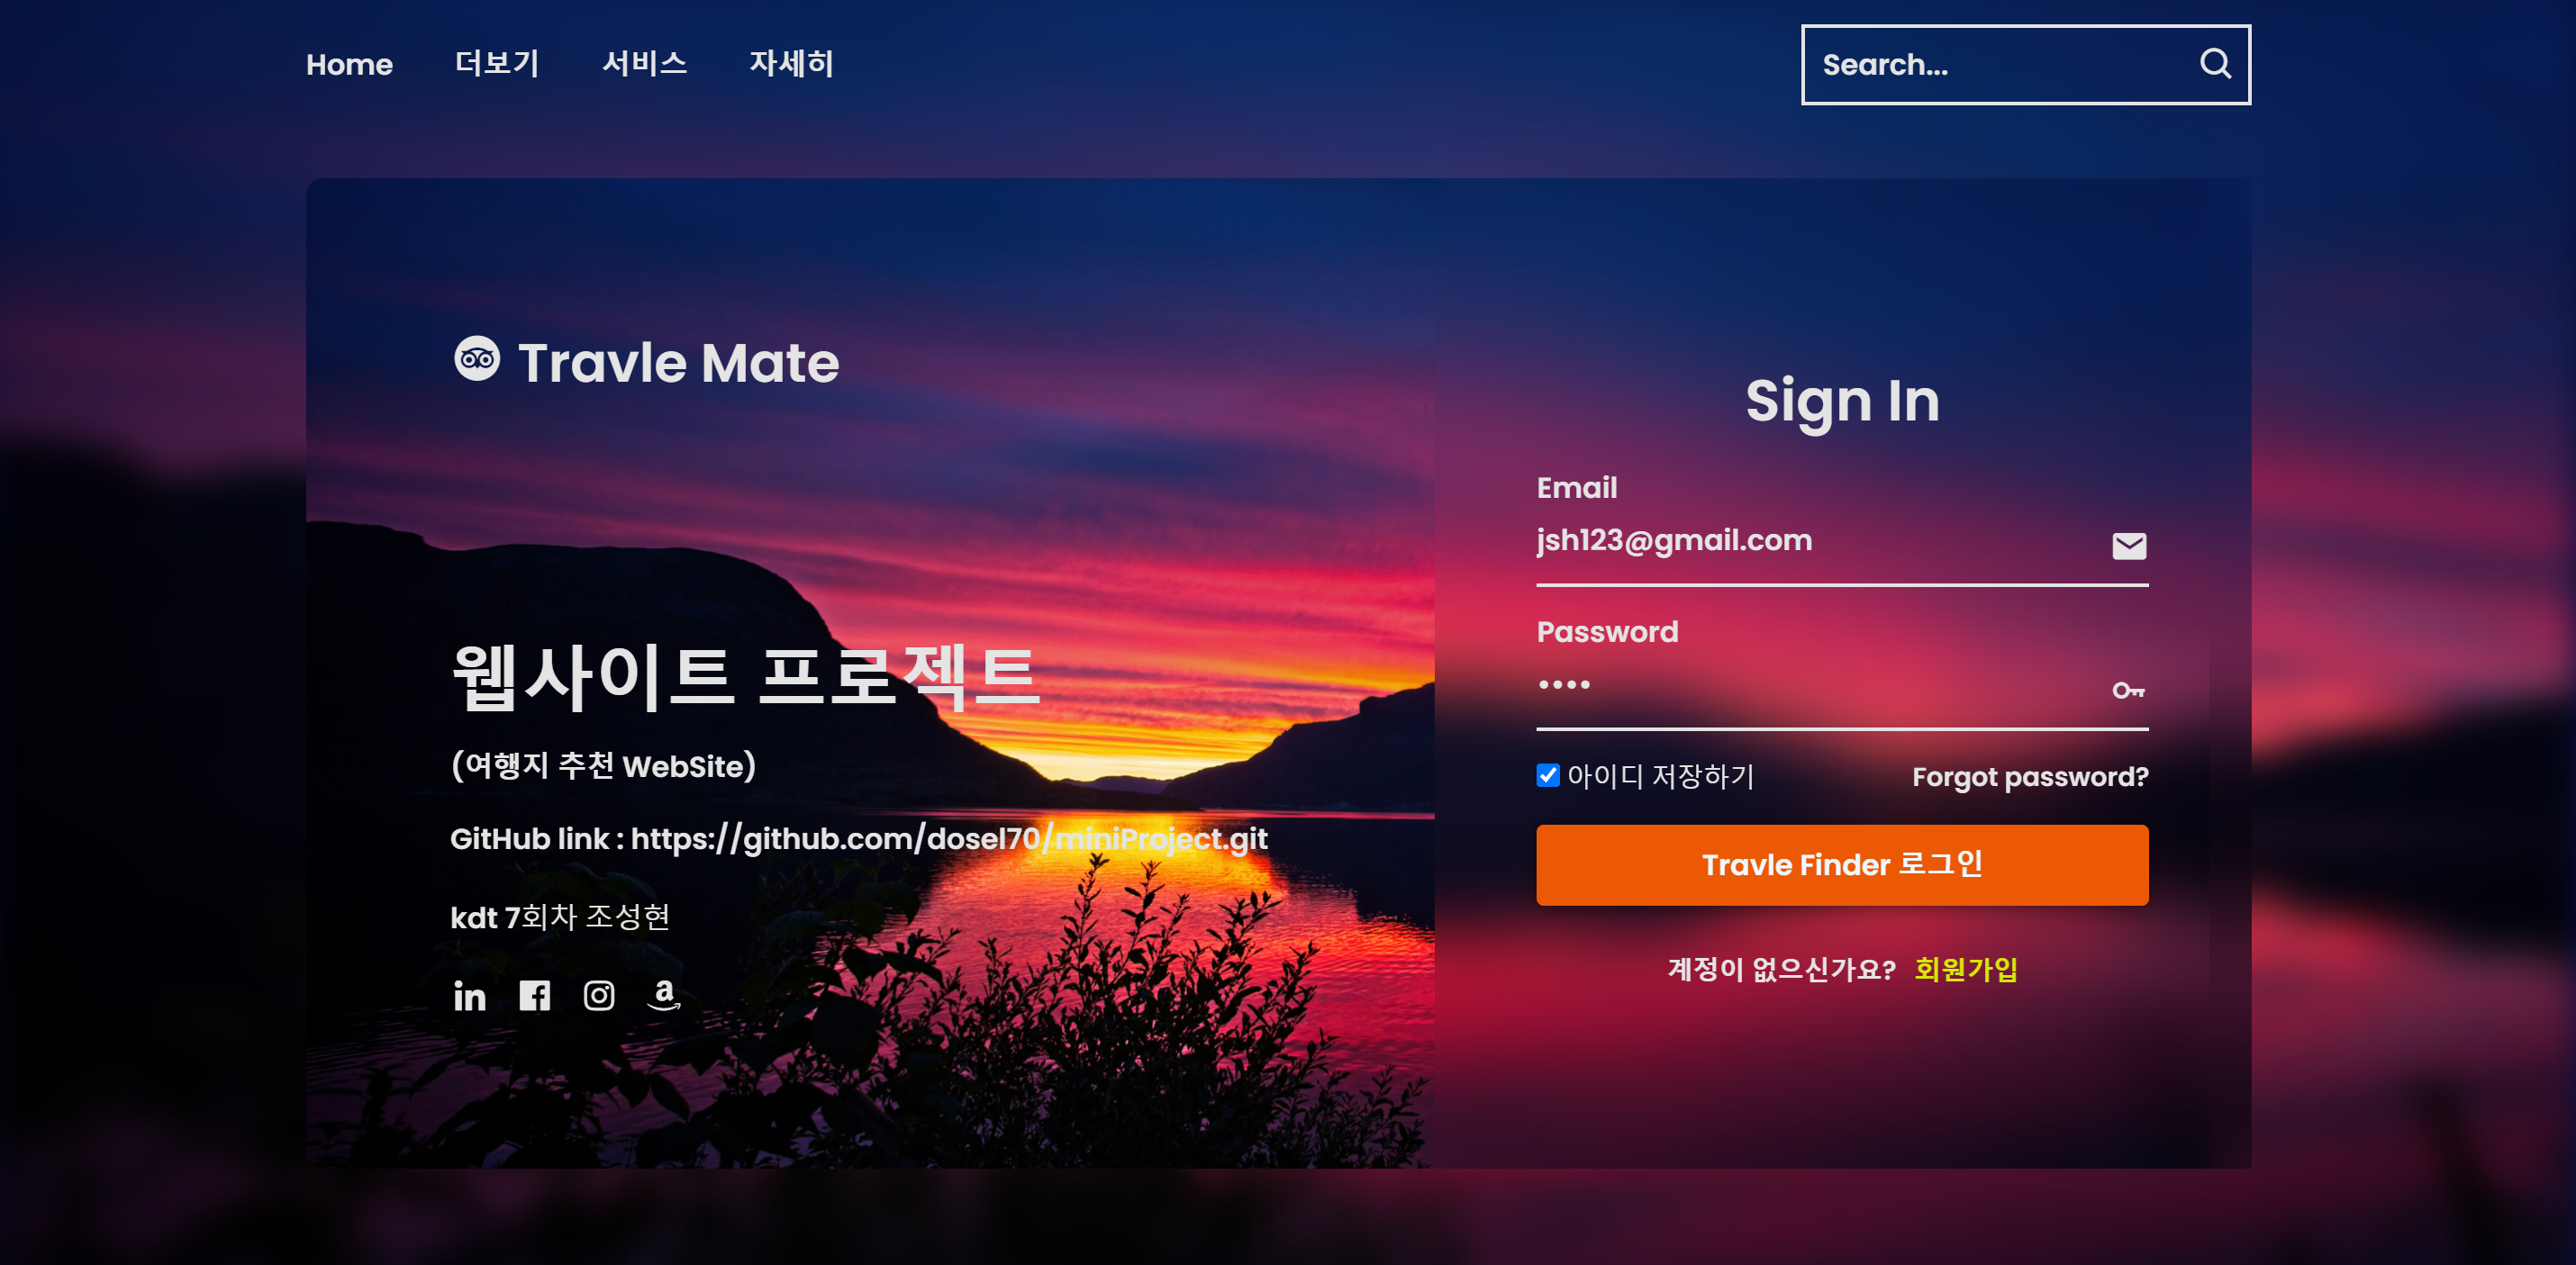 Home 더보기 서비스 자세히 Search...
Travle Mate
웹사이트 프로젝트
(여행지 추천 WebSite)
GitHub link : https://github.com/dosel70/miniProject.git
kdt 7회차 조성현
Sign In
Email
jsh123@gmail.com
Password
••••
아이디 저장하기 Forgot password?
Travle Finder 로그인
계정이 없으신가요? 회원가입